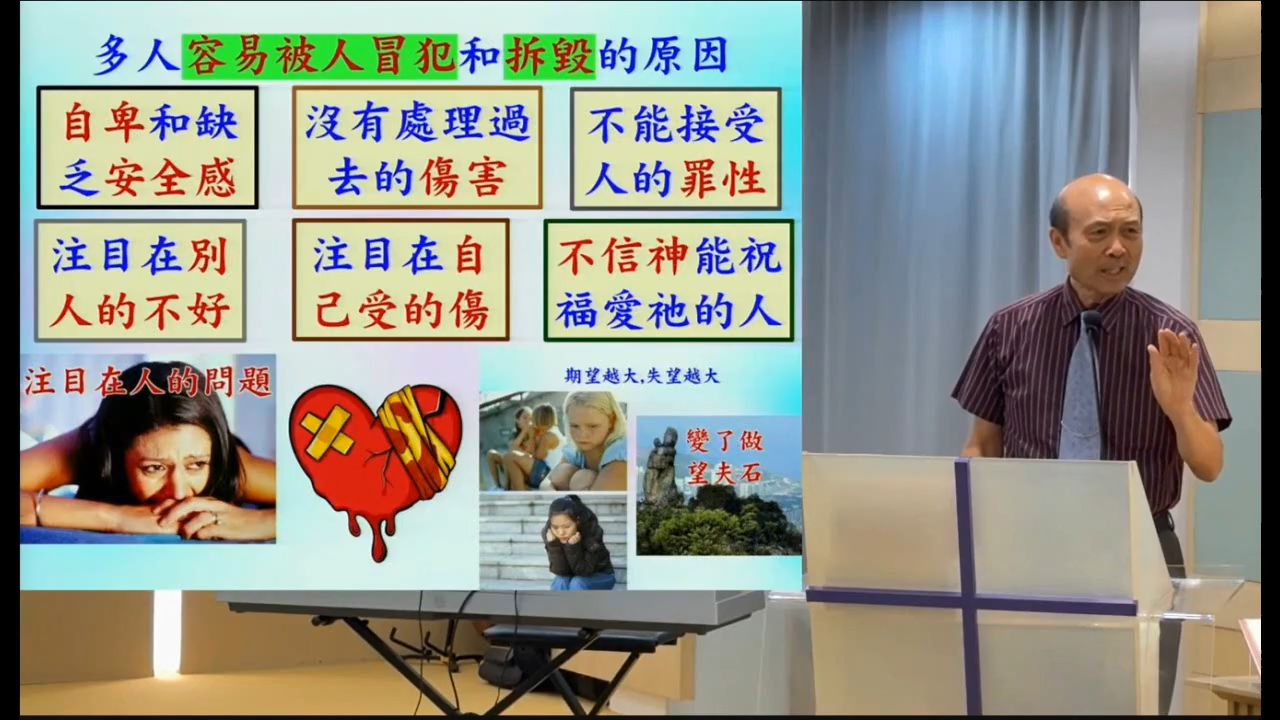 多人容易被人冒犯和拆毀的原因
自卑和缺
乏安全感
沒有處理過
去的傷害
不能接受
人的罪性
注目在別
人的不好
注目在自
己受的傷
不信神能祝
福愛祂的人
注目在人的問題
期望越大,失望越大
變了做
望夫石